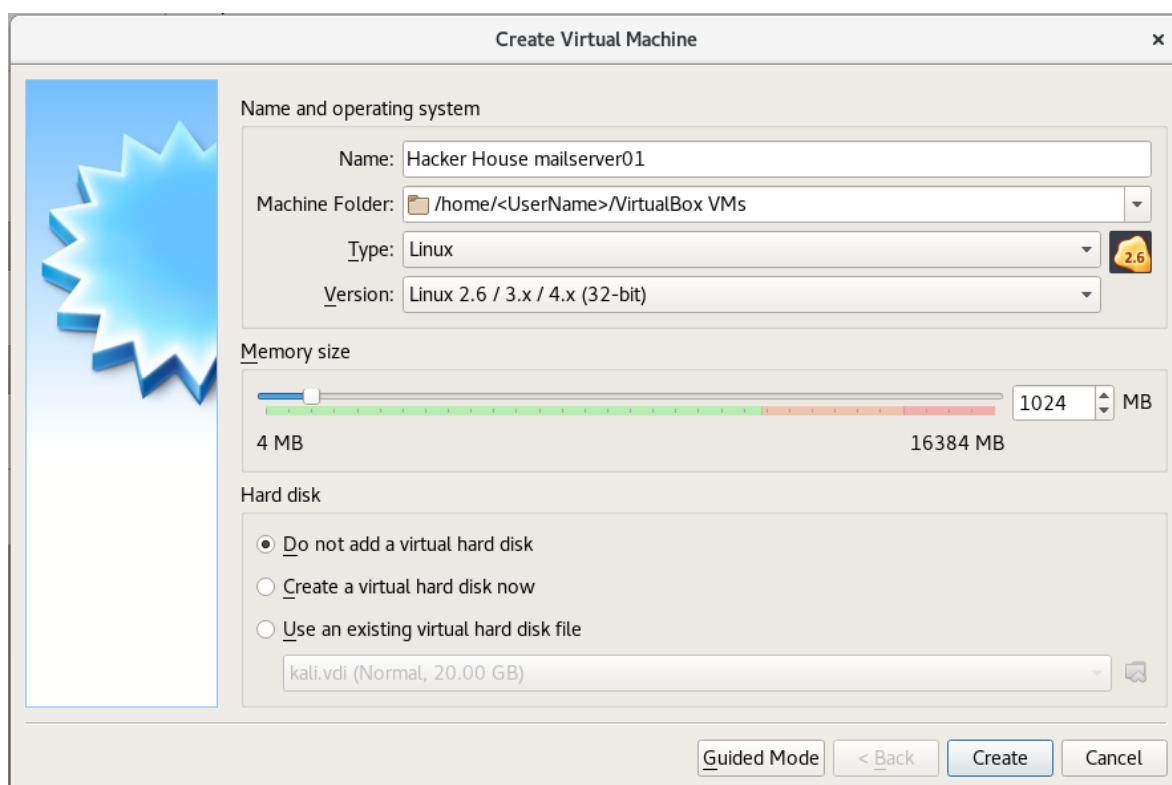 Create Virtual Machine
Name and operating system
Name: Hacker House mailserver01
Machine Folder: /home/<UserName>/VirtualBox VMs
Type: Linux
2.6
Version: Linux 2.6 / 3.x / 4.x (32-bit)
Memory size
1024 MB
4 MB 16384 MB
Hard disk
Do not add a virtual hard disk
Create a virtual hard disk now
Use an existing virtual hard disk file
kali.vdi (Normal, 20.00 GB)
Guided Mode < Back Create Cancel